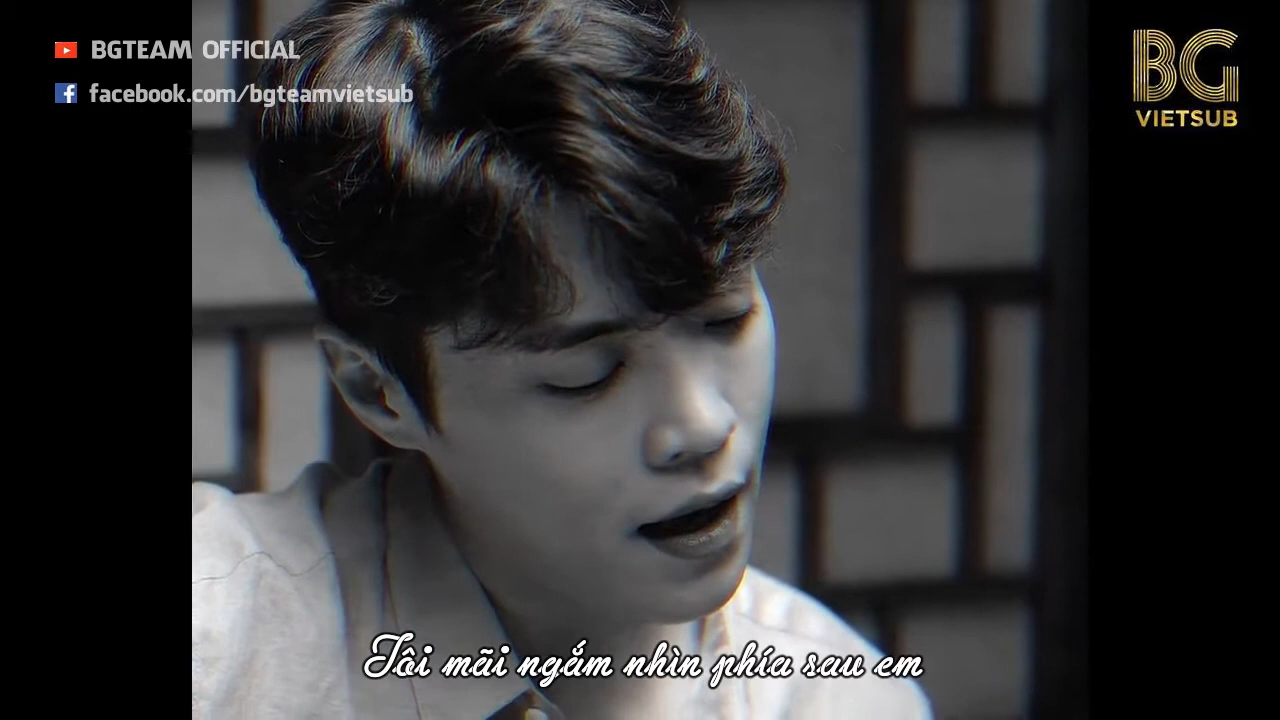 BGTEAM OFFICIAL
facebook.com/bgteamvietsub
BG
VIETSUB
Tôi mãi ngắm nhìn phía sau em